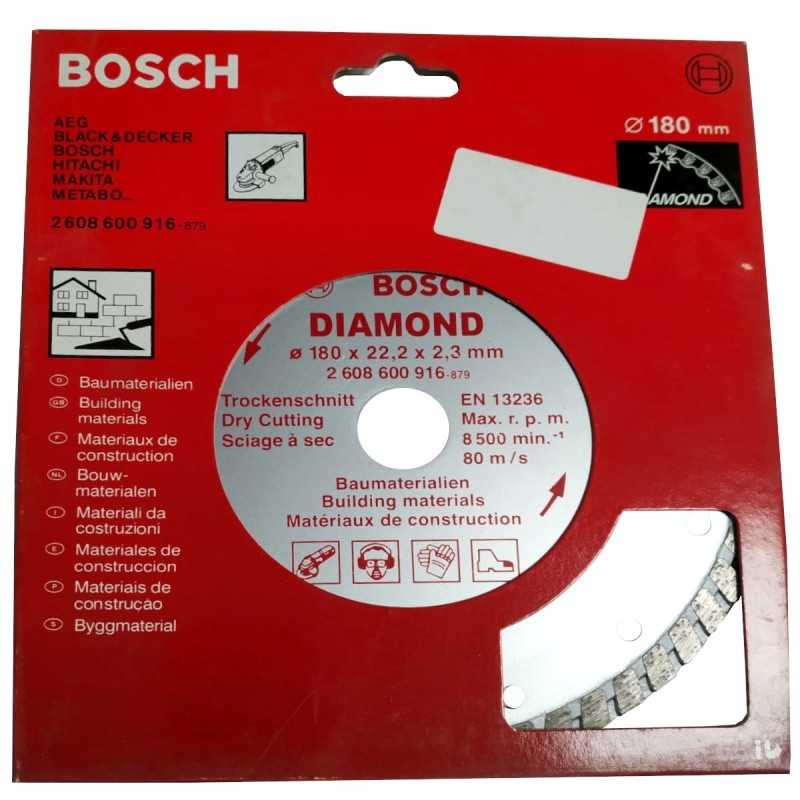 BOSCH
AEG
BLACK & DECKER
BOSCH
HITACHI
MAKITA
METABO...
2 608 600 916-879
Ø 180 mm
AMOND
BOSCH
DIAMOND
ø 180 x 22,2 x 2,3 mm
2 608 600 916-879
Trockenschnitt
Dry Cutting
Sciage à sec
EN 13236
Max. r. p. m.
8 500 min.⁻¹
80 m / s
Baumaterialien
Building materials
Matériaux de construction
D Baumaterialien
GB Building
materials
F Materiaux de
construction
NL Bouw-
materialen
I Materiali da
costruzioni
E Materiales de
construccion
P Materiais de
construçao
S Byggmaterial